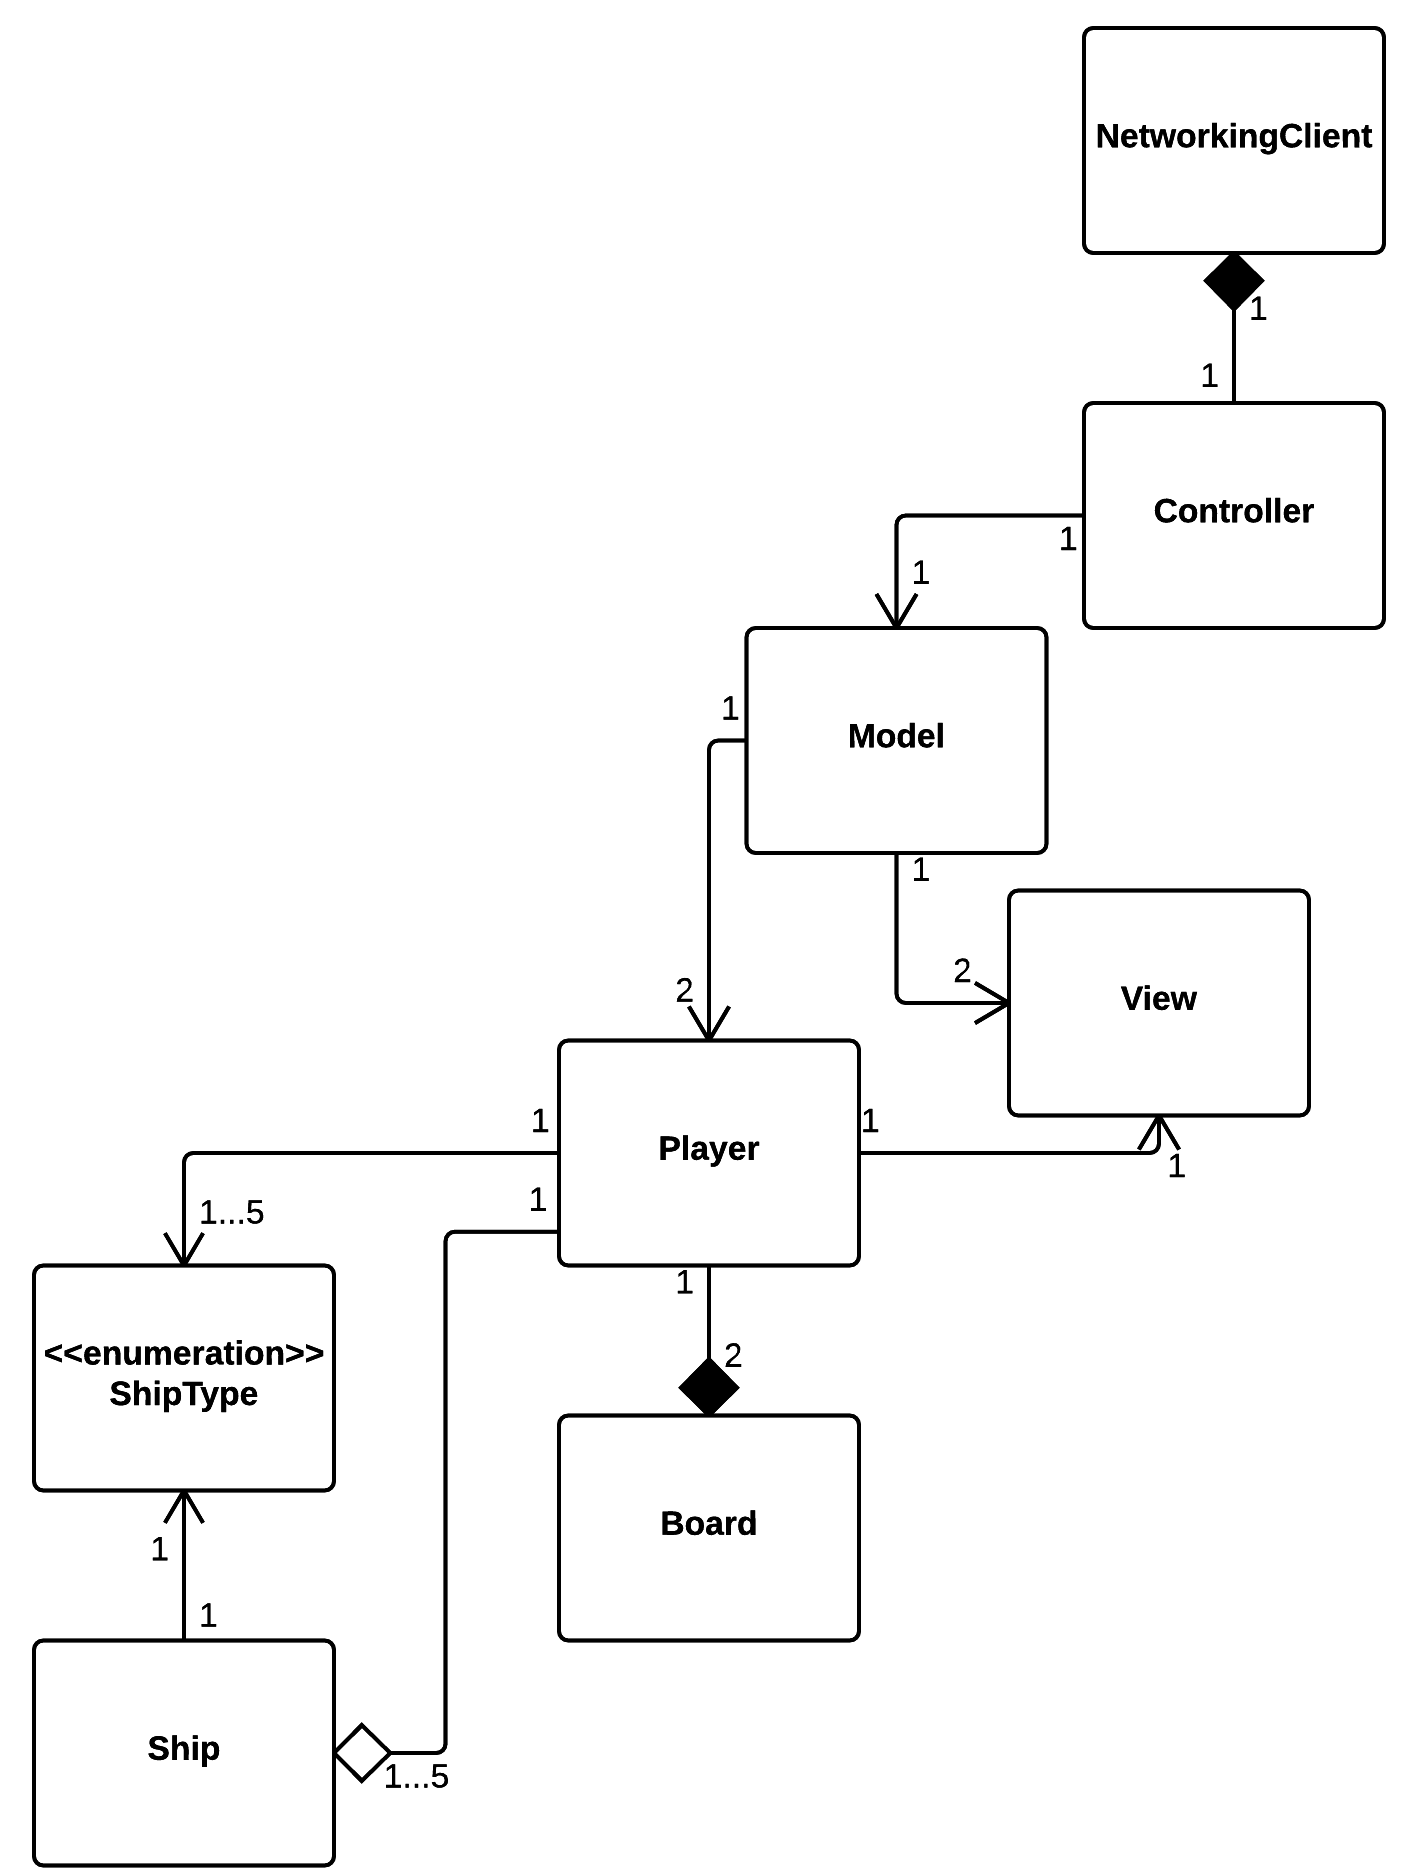 NetworkingClient
1
1
Controller
1
1
Model
1
1
2
View
2
Player
1
1
1
1
1...5
1
2
<<enumeration>>
ShipType
Board
1
1
Ship
1...5